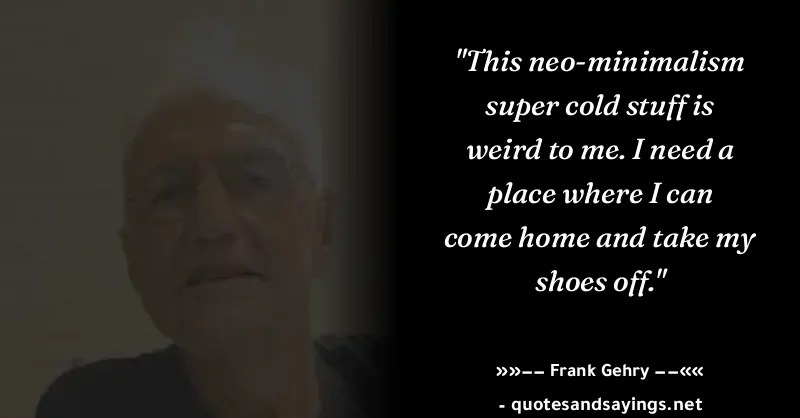 "This neo-minimalism
super cold stuff is
weird to me. I need a
place where I can
come home and take my
shoes off."
»»–– Frank Gehry ––««
- quotesandsayings.net